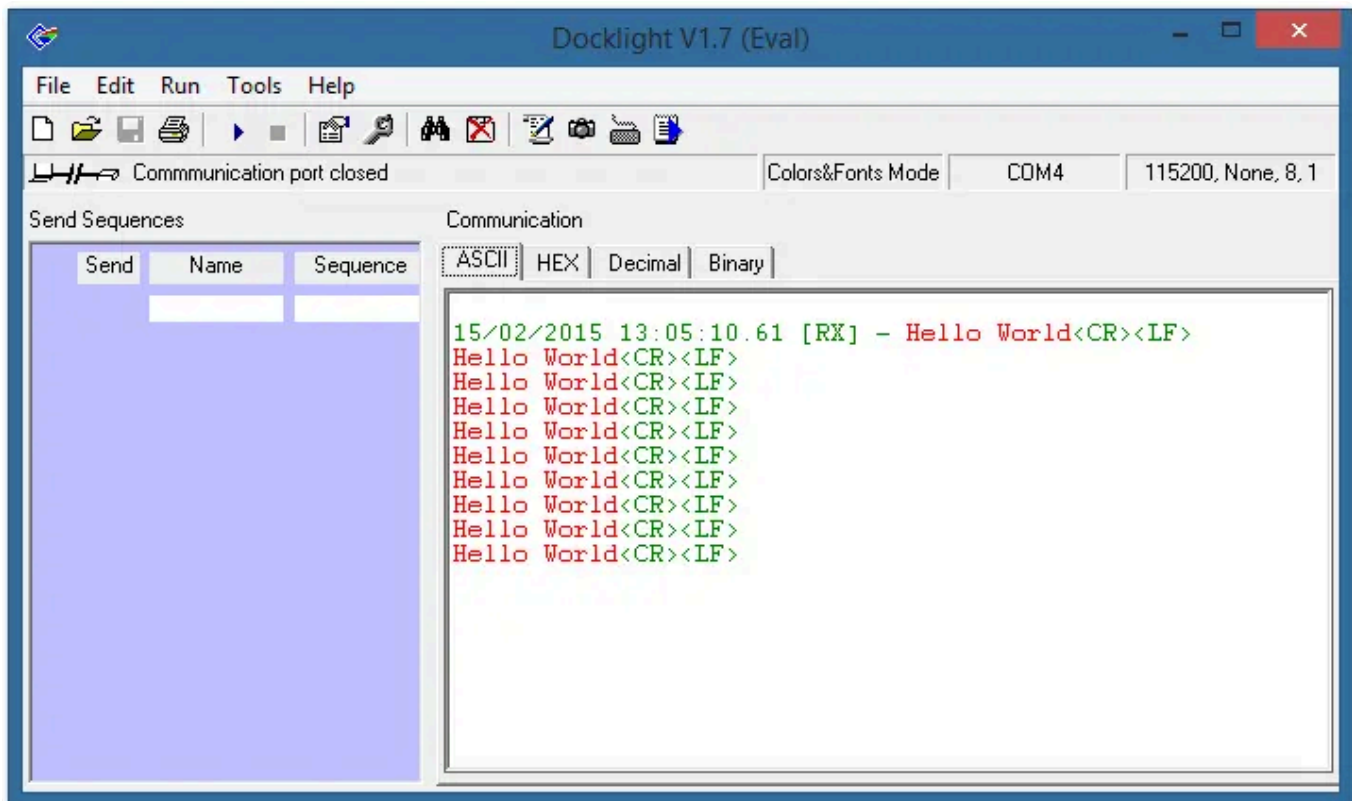 Docklight V1.7 (Eval)
File Edit Run Tools Help
Commmunication port closed Colors&Fonts Mode COM4 115200, None, 8, 1
Send Sequences
Send Name Sequence
Communication
ASCII HEX Decimal Binary
15/02/2015 13:05:10.61 [RX] - Hello World<CR><LF>
Hello World<CR><LF>
Hello World<CR><LF>
Hello World<CR><LF>
Hello World<CR><LF>
Hello World<CR><LF>
Hello World<CR><LF>
Hello World<CR><LF>
Hello World<CR><LF>
Hello World<CR><LF>